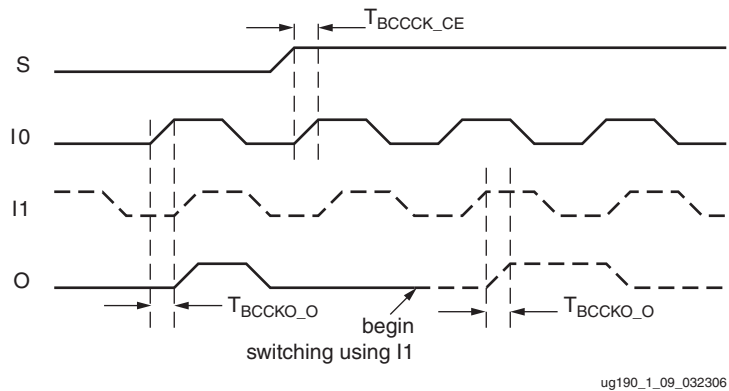 T_BCCCK_CE
S
I0
I1
O
T_BCCKO_O
begin
switching using I1
T_BCCKO_O
ug190_1_09_032306